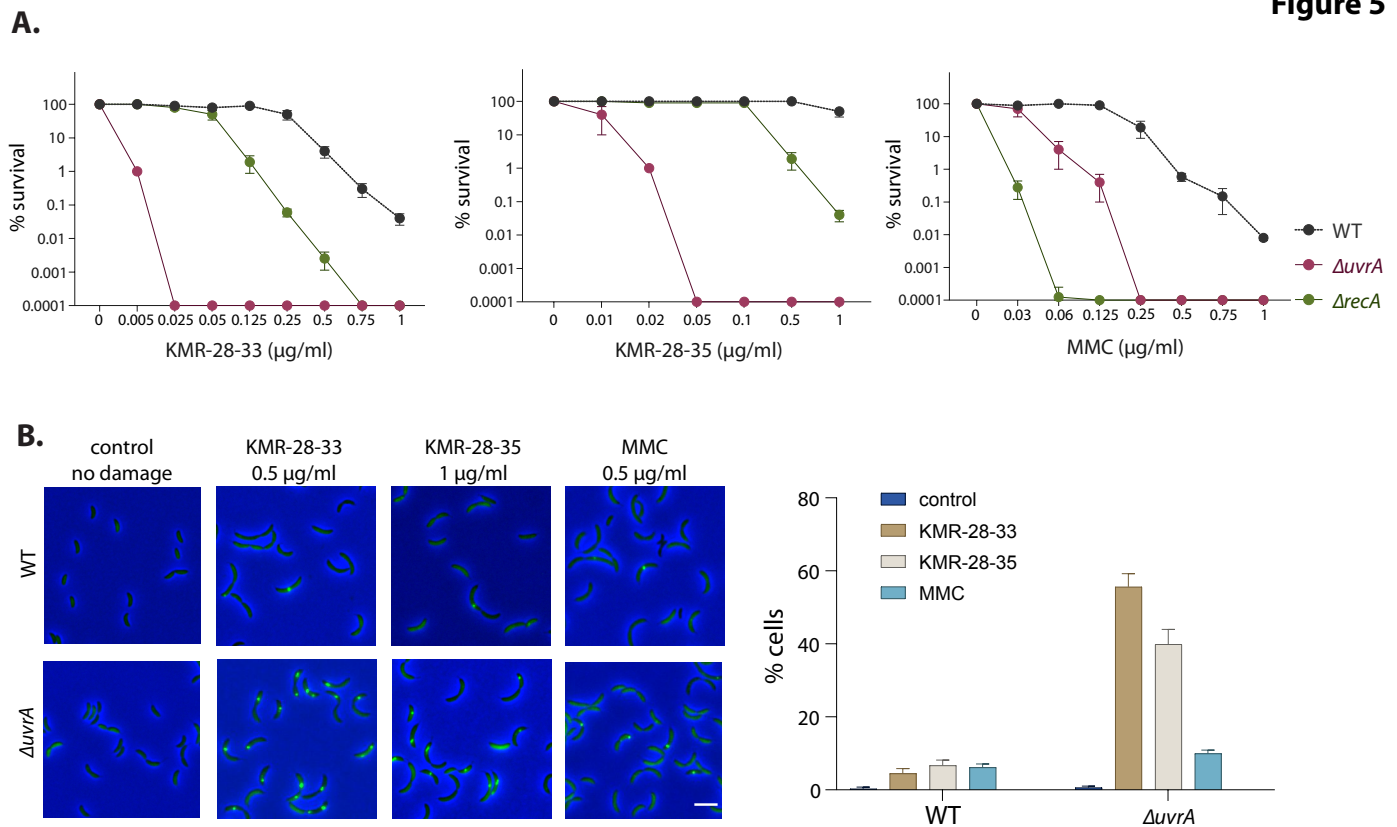 Figure 5
A.
% survival
100
10
1
0.1
0.01
0.001
0.0001
0 0.005 0.025 0.05 0.125 0.25 0.5 0.75 1
KMR-28-33 (µg/ml)
% survival
100
10
1
0.1
0.01
0.001
0.0001
0 0.01 0.02 0.05 0.1 0.5 1
KMR-28-35 (µg/ml)
% survival
100
10
1
0.1
0.01
0.001
0.0001
0 0.03 0.06 0.125 0.25 0.5 0.75 1
MMC (µg/ml)
WT
ΔuvrA
ΔrecA
B.
control
no damage
KMR-28-33
0.5 µg/ml
KMR-28-35
1 µg/ml
MMC
0.5 µg/ml
WT
ΔuvrA
% cells
80
60
40
20
0
control
KMR-28-33
KMR-28-35
MMC
WT
ΔuvrA